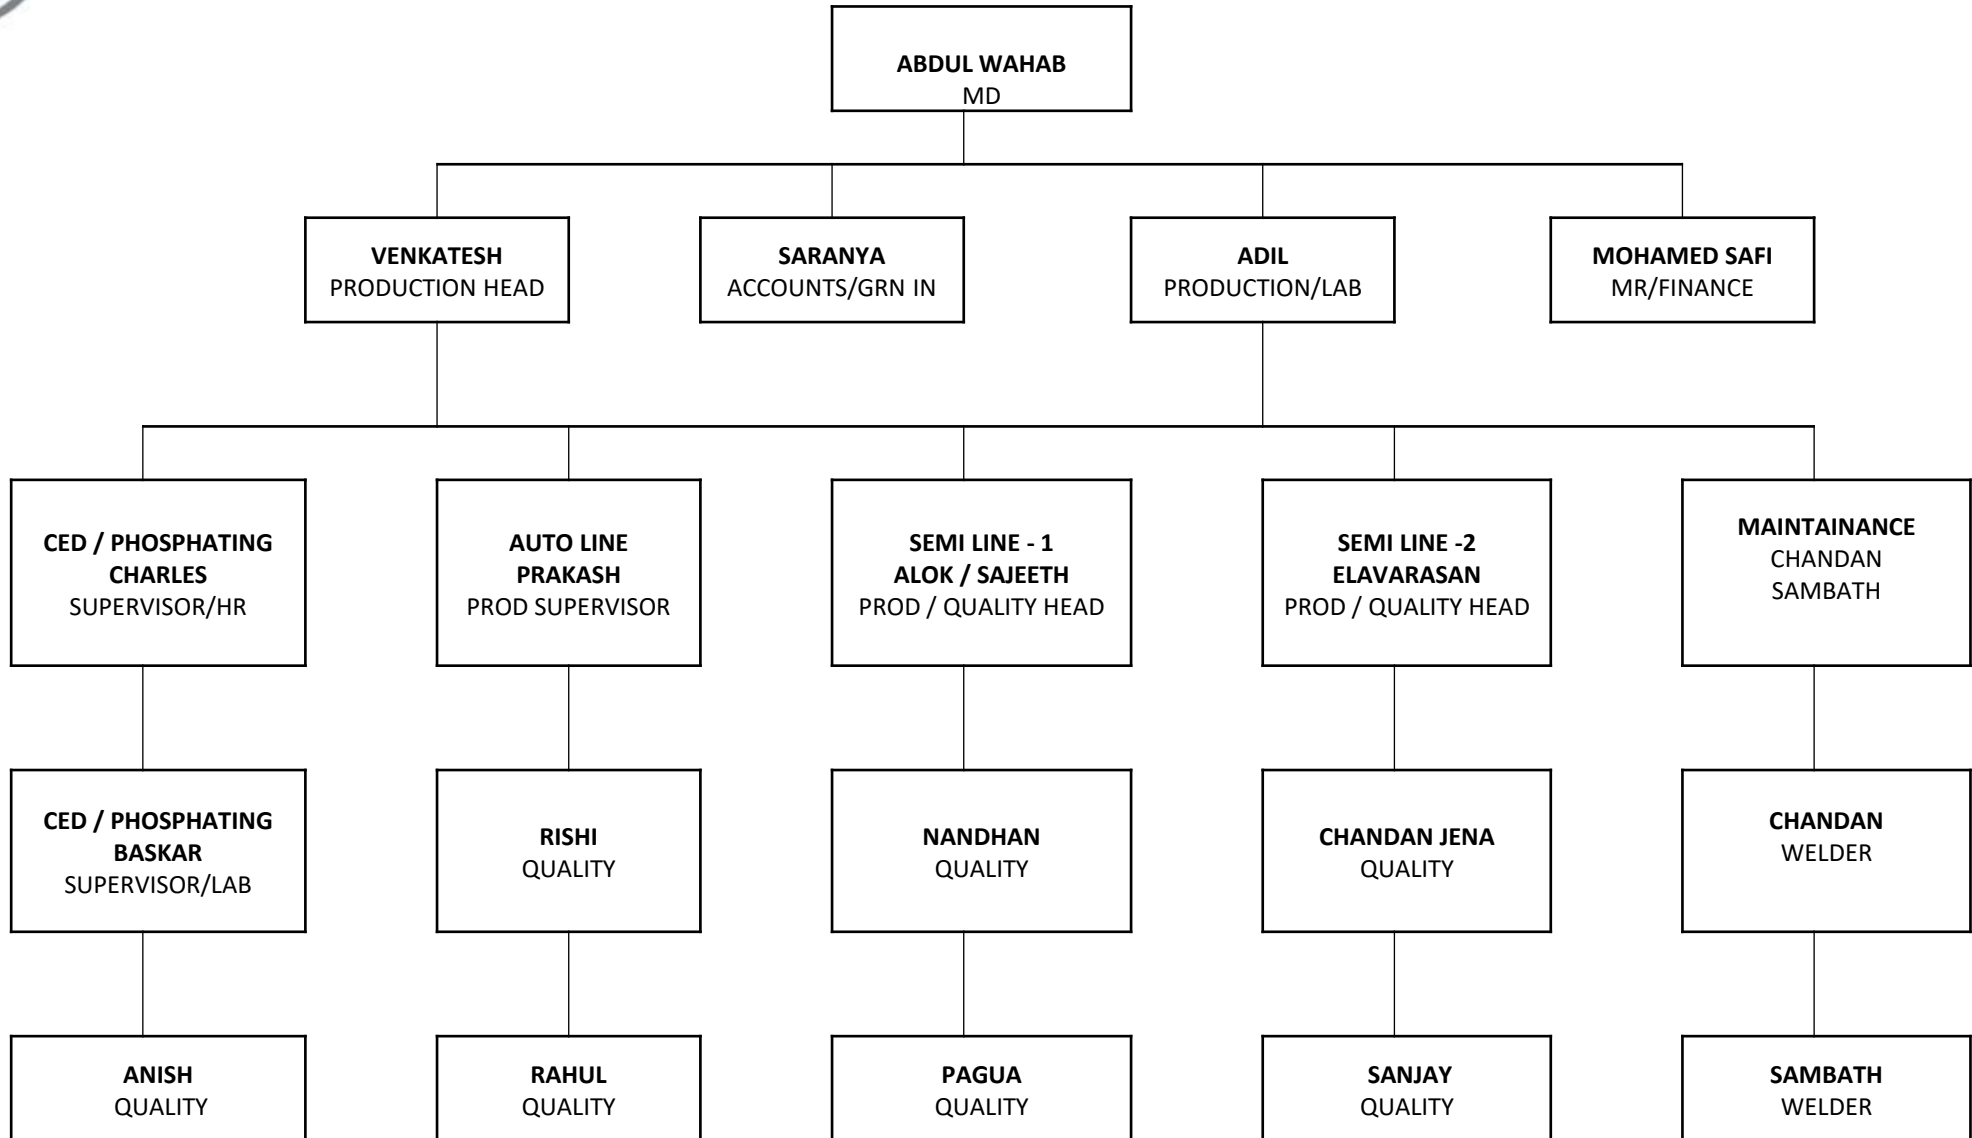 ABDUL WAHAB
MD
VENKATESH
PRODUCTION HEAD
SARANYA
ACCOUNTS/GRN IN
ADIL
PRODUCTION/LAB
MOHAMED SAFI
MR/FINANCE
CED / PHOSPHATING
CHARLES
SUPERVISOR/HR
AUTO LINE
PRAKASH
PROD SUPERVISOR
SEMI LINE - 1
ALOK / SAJEETH
PROD / QUALITY HEAD
SEMI LINE -2
ELAVARASAN
PROD / QUALITY HEAD
MAINTAINANCE
CHANDAN
SAMBATH
CED / PHOSPHATING
BASKAR
SUPERVISOR/LAB
RISHI
QUALITY
NANDHAN
QUALITY
CHANDAN JENA
QUALITY
CHANDAN
WELDER
ANISH
QUALITY
RAHUL
QUALITY
PAGUA
QUALITY
SANJAY
QUALITY
SAMBATH
WELDER